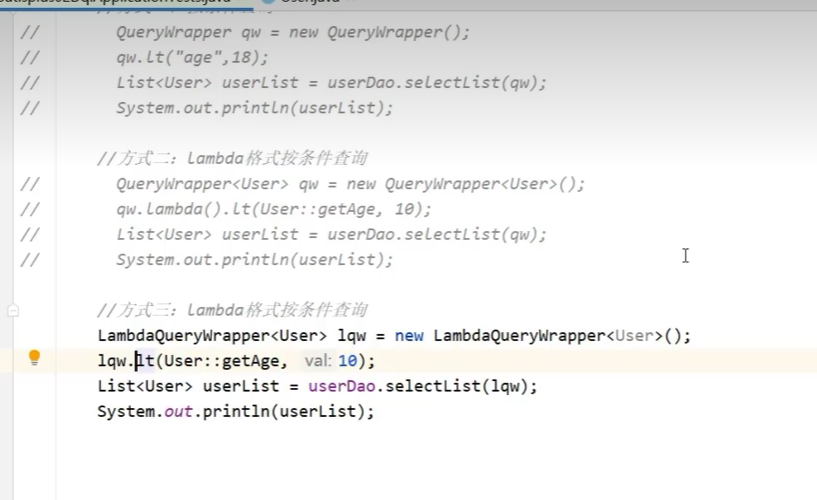 //    QueryWrapper qw = new QueryWrapper();
//    qw.lt("age",18);
//    List<User> userList = userDao.selectList(qw);
//    System.out.println(userList);
//方式二：lambda格式按条件查询
//    QueryWrapper<User> qw = new QueryWrapper<User>();
//    qw.lambda().lt(User::getAge, 10);
//    List<User> userList = userDao.selectList(qw);
//    System.out.println(userList);
//方式三：lambda格式按条件查询
LambdaQueryWrapper<User> lqw = new LambdaQueryWrapper<User>();
lqw.lt(User::getAge, val: 10);
List<User> userList = userDao.selectList(lqw);
System.out.println(userList);